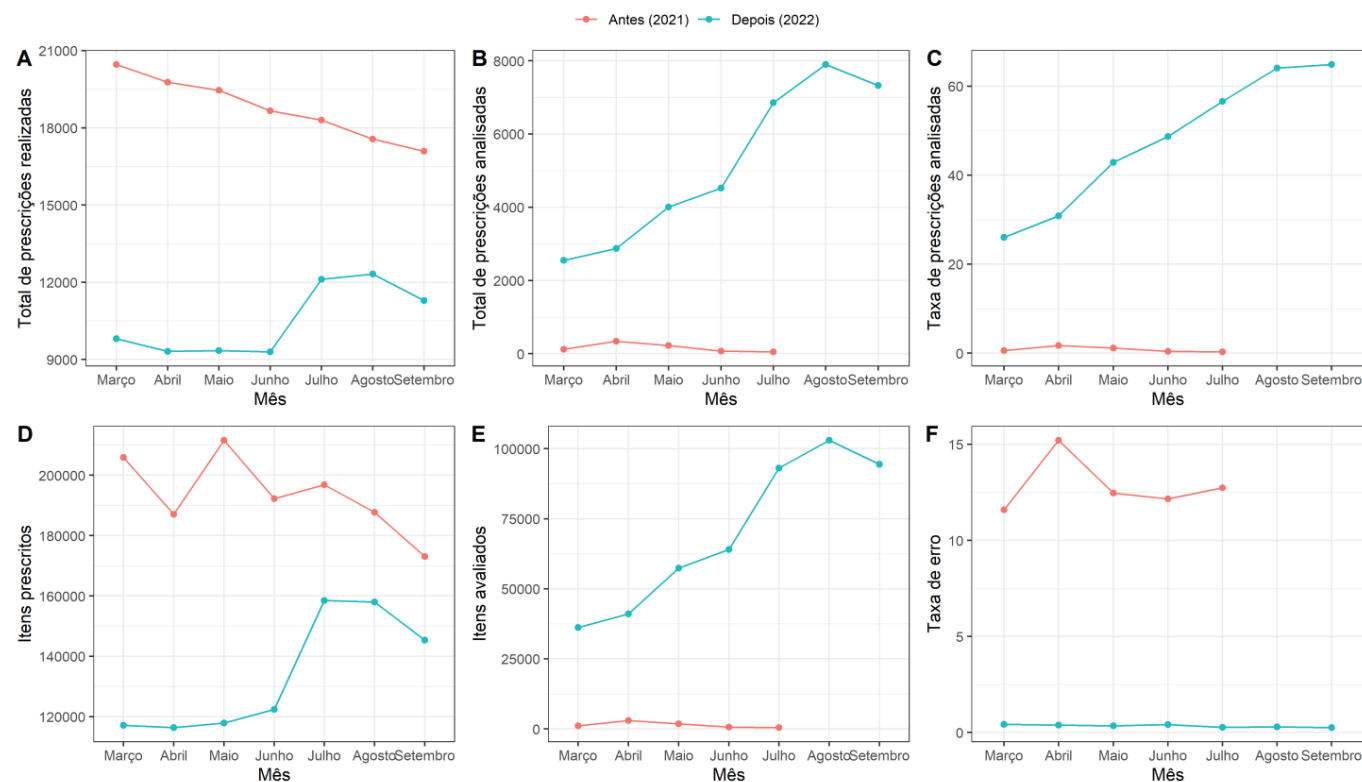 Antes (2021) Depois (2022)
A
Total de prescrições realizadas
21000
18000
15000
12000
9000
Março Abril Maio Junho Julho Agosto Setembro
Mês
B
Total de prescrições analisadas
8000
6000
4000
2000
0
Março Abril Maio Junho Julho Agosto Setembro
Mês
C
Taxa de prescrições analisadas
60
40
20
0
Março Abril Maio Junho Julho Agosto Setembro
Mês
D
Itens prescritos
200000
180000
160000
140000
120000
Março Abril Maio Junho Julho Agosto Setembro
Mês
E
Itens avaliados
100000
75000
50000
25000
0
Março Abril Maio Junho Julho Agosto Setembro
Mês
F
Taxa de erro
15
10
5
0
Março Abril Maio Junho Julho Agosto Setembro
Mês